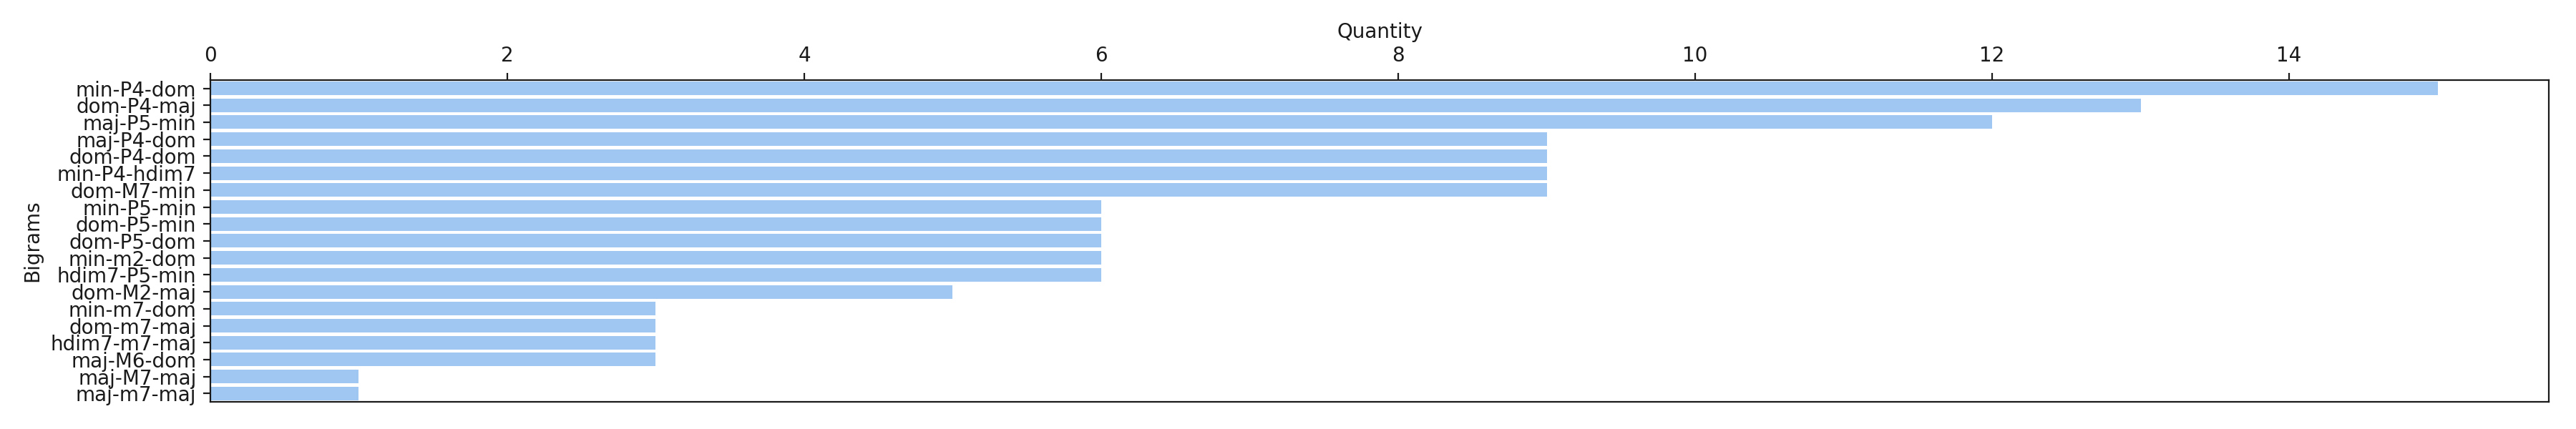 Quantity
0 2 4 6 8 10 12 14
min-P4-dom
dom-P4-maj
maj-P5-min
maj-P4-dom
dom-P4-dom
min-P4-hdim7
dom-M7-min
min-P5-min
dom-P5-min
dom-P5-dom
min-m2-dom
hdim7-P5-min
dom-M2-maj
min-m7-dom
dom-m7-maj
hdim7-m7-maj
maj-M6-dom
maj-M7-maj
maj-m7-maj
Bigrams